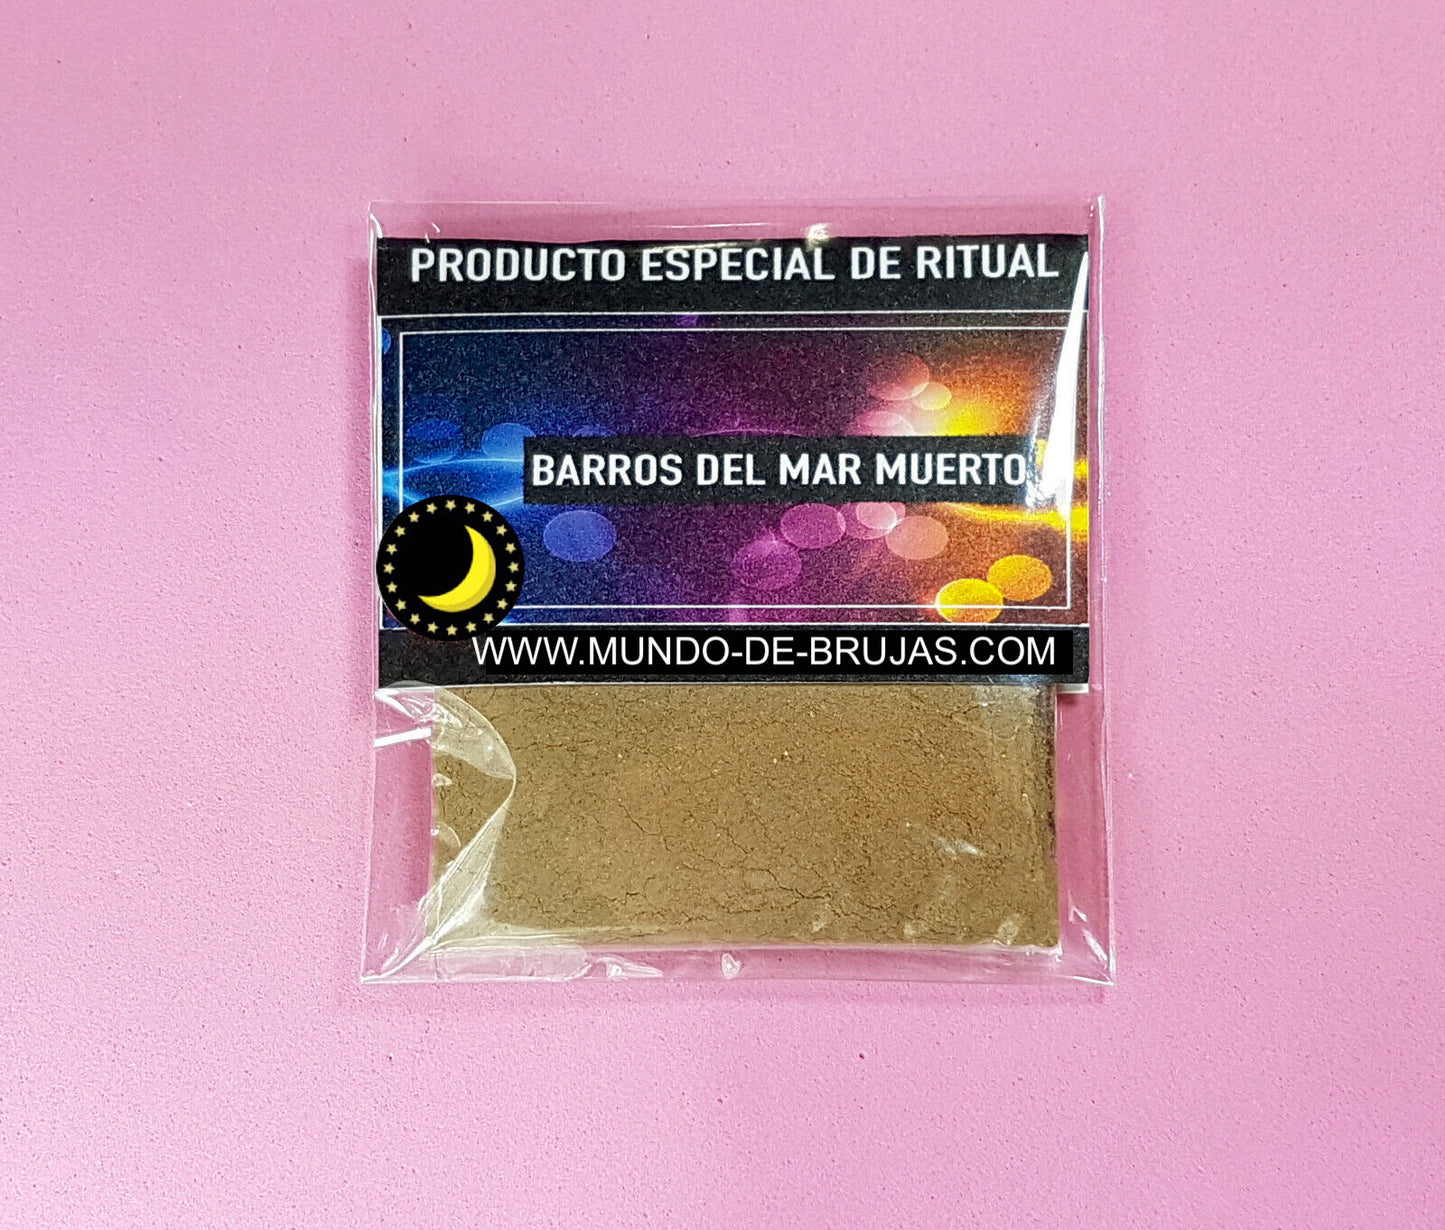 PRODUCTO ESPECIAL DE RITUAL
BARROS DEL MAR MUERTO
WWW.MUNDO-DE-BRUJAS.COM